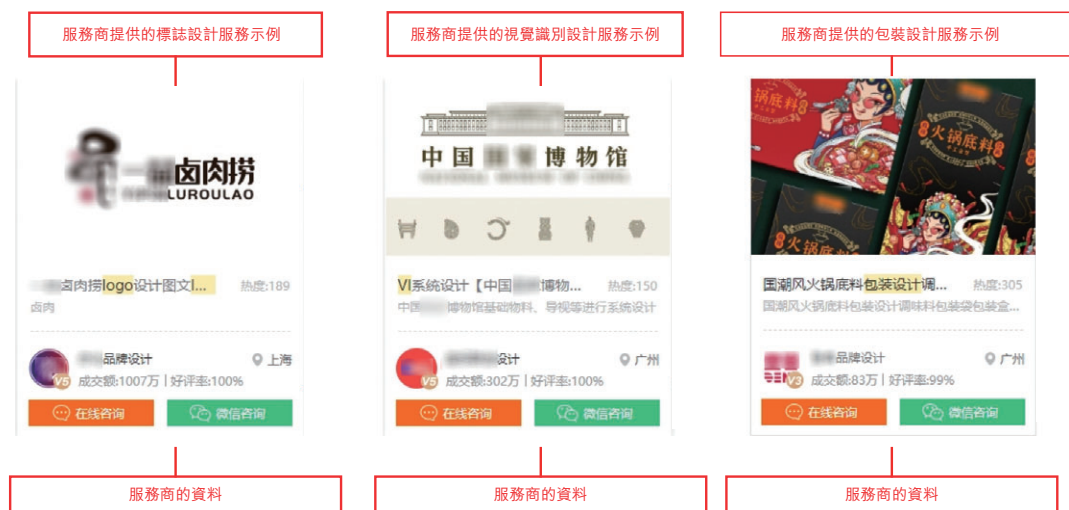 服務商提供的標誌設計服務示例
服務商提供的視覺識別設計服務示例
服務商提供的包裝設計服務示例
一 卤肉捞
LUROULAO
卤肉捞logo设计图文l... 热度:189
卤肉
品牌设计 上海
V5 成交额:1007万 | 好评率:100%
在线咨询 微信咨询
中国 博物馆
VI系统设计【中国 博物... 热度:150
中国 博物馆基础物料、导视等进行系统设计
设计 广州
V5 成交额:302万 | 好评率:100%
在线咨询 微信咨询
锅底料
火锅底料
火锅底料
国潮风火锅底料包装设计调... 热度:305
国潮风火锅底料包装设计调味料包装袋包装盒...
品牌设计 广州
V3 成交额:83万 | 好评率:99%
在线咨询 微信咨询
服務商的資料
服務商的資料
服務商的資料